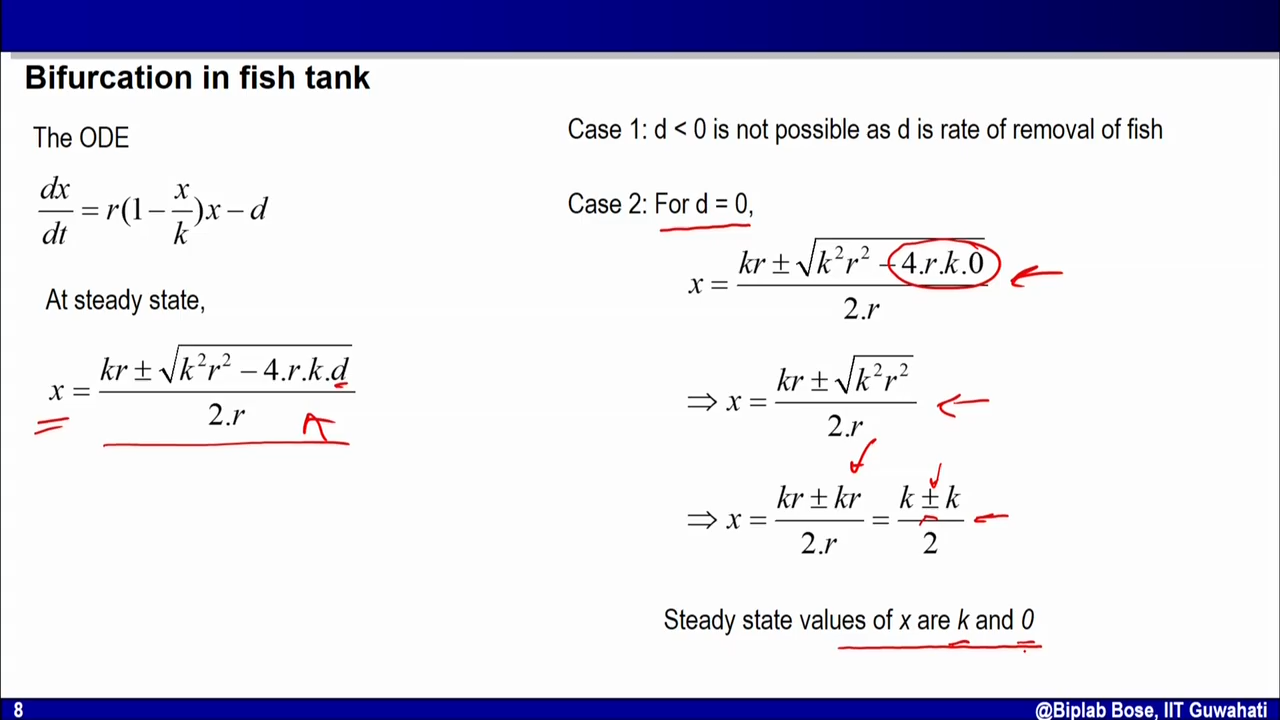 Bifurcation in fish tank
The ODE
dx/dt = r(1 − x/k)x − d
At steady state,
x = (kr ± √(k²r² − 4.r.k.d))/(2.r)
Case 1: d < 0 is not possible as d is rate of removal of fish
Case 2: For d = 0,
x = (kr ± √(k²r² − 4.r.k.0))/(2.r)
⇒ x = (kr ± √(k²r²))/(2.r)
⇒ x = (kr ± kr)/(2.r) = (k ± k)/2
Steady state values of x are k and 0
8
@Biplab Bose, IIT Guwahati